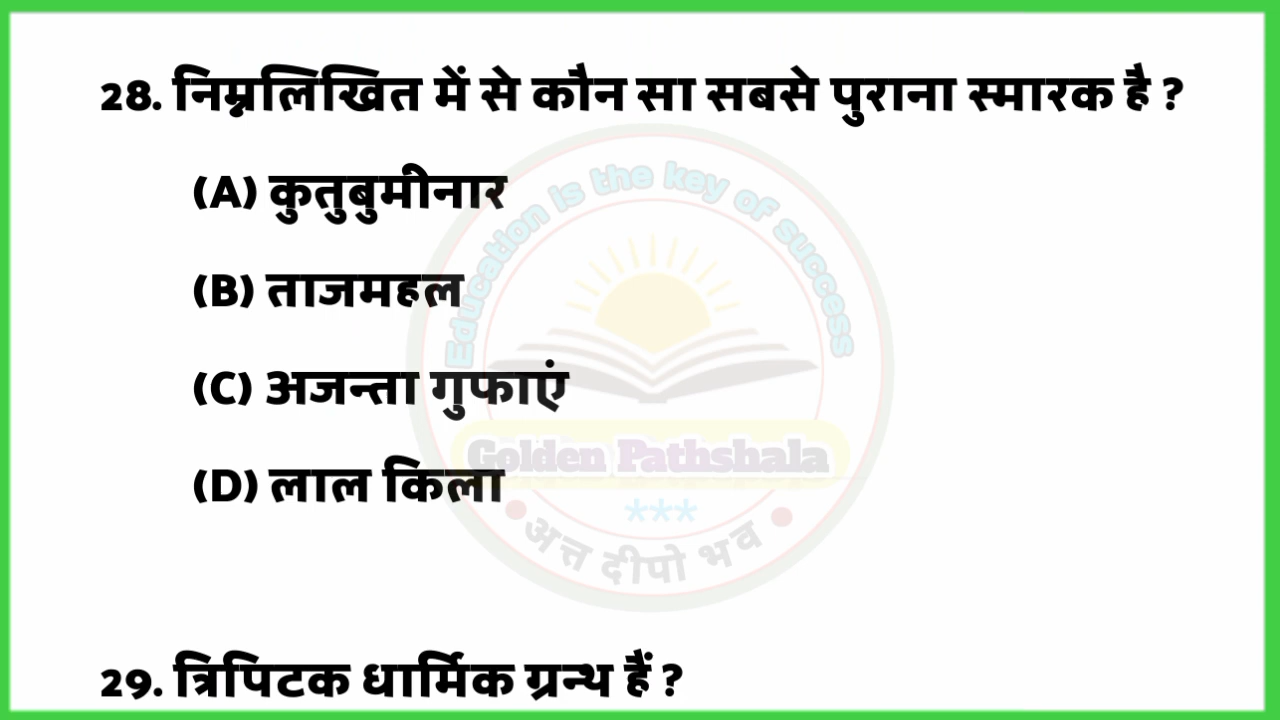 28. निम्नलिखित में से कौन सा सबसे पुराना स्मारक है ?
(A) कुतुबुमीनार
(B) ताजमहल
(C) अजन्ता गुफाएं
(D) लाल किला
Education is the key of success
Golden Pathshala
***
अत्त दीपो भव
29. त्रिपिटक धार्मिक ग्रन्थ हैं ?